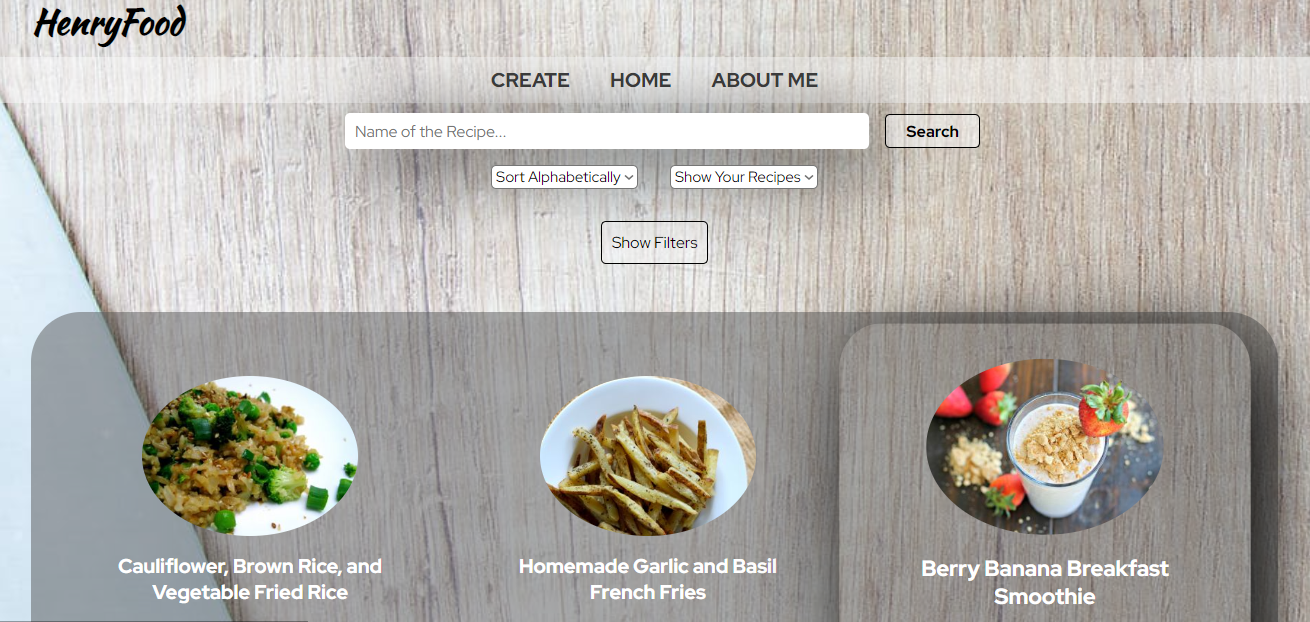 HenryFood
CREATE HOME ABOUT ME
Name of the Recipe... Search
Sort Alphabetically Show Your Recipes
Show Filters
Cauliflower, Brown Rice, and
Vegetable Fried Rice
Homemade Garlic and Basil
French Fries
Berry Banana Breakfast
Smoothie